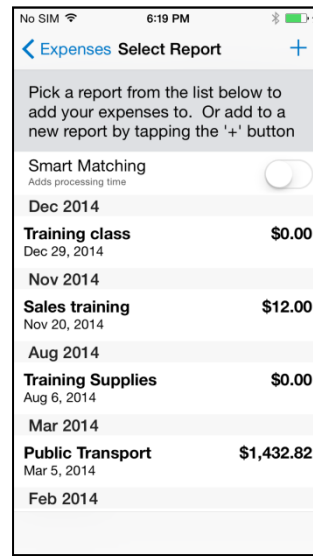 No SIM 6:19 PM
Expenses Select Report +
Pick a report from the list below to
add your expenses to. Or add to a
new report by tapping the '+' button
Smart Matching
Adds processing time
Dec 2014
Training class $0.00
Dec 29, 2014
Nov 2014
Sales training $12.00
Nov 20, 2014
Aug 2014
Training Supplies $0.00
Aug 6, 2014
Mar 2014
Public Transport $1,432.82
Mar 5, 2014
Feb 2014